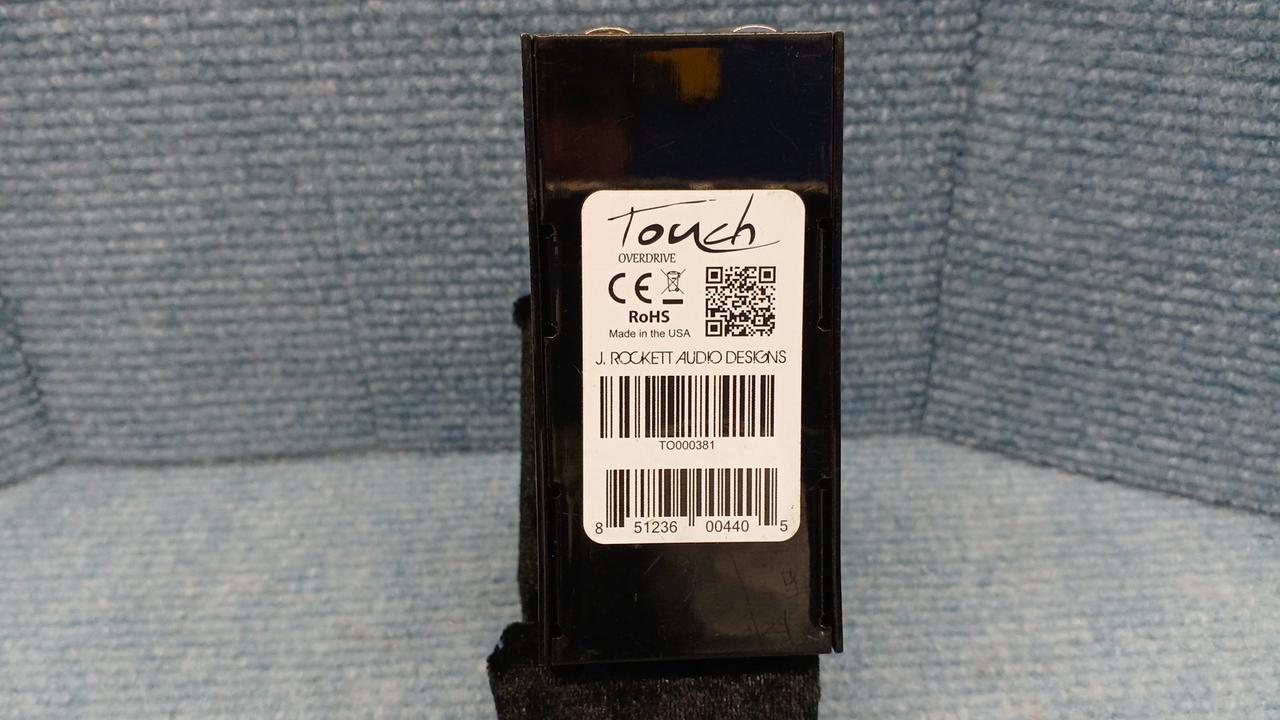 Touch
OVERDRIVE
CE
RoHS
Made in the USA
J. ROCKETT AUDIO DESIGNS
TO000381
8 51236 00440 5